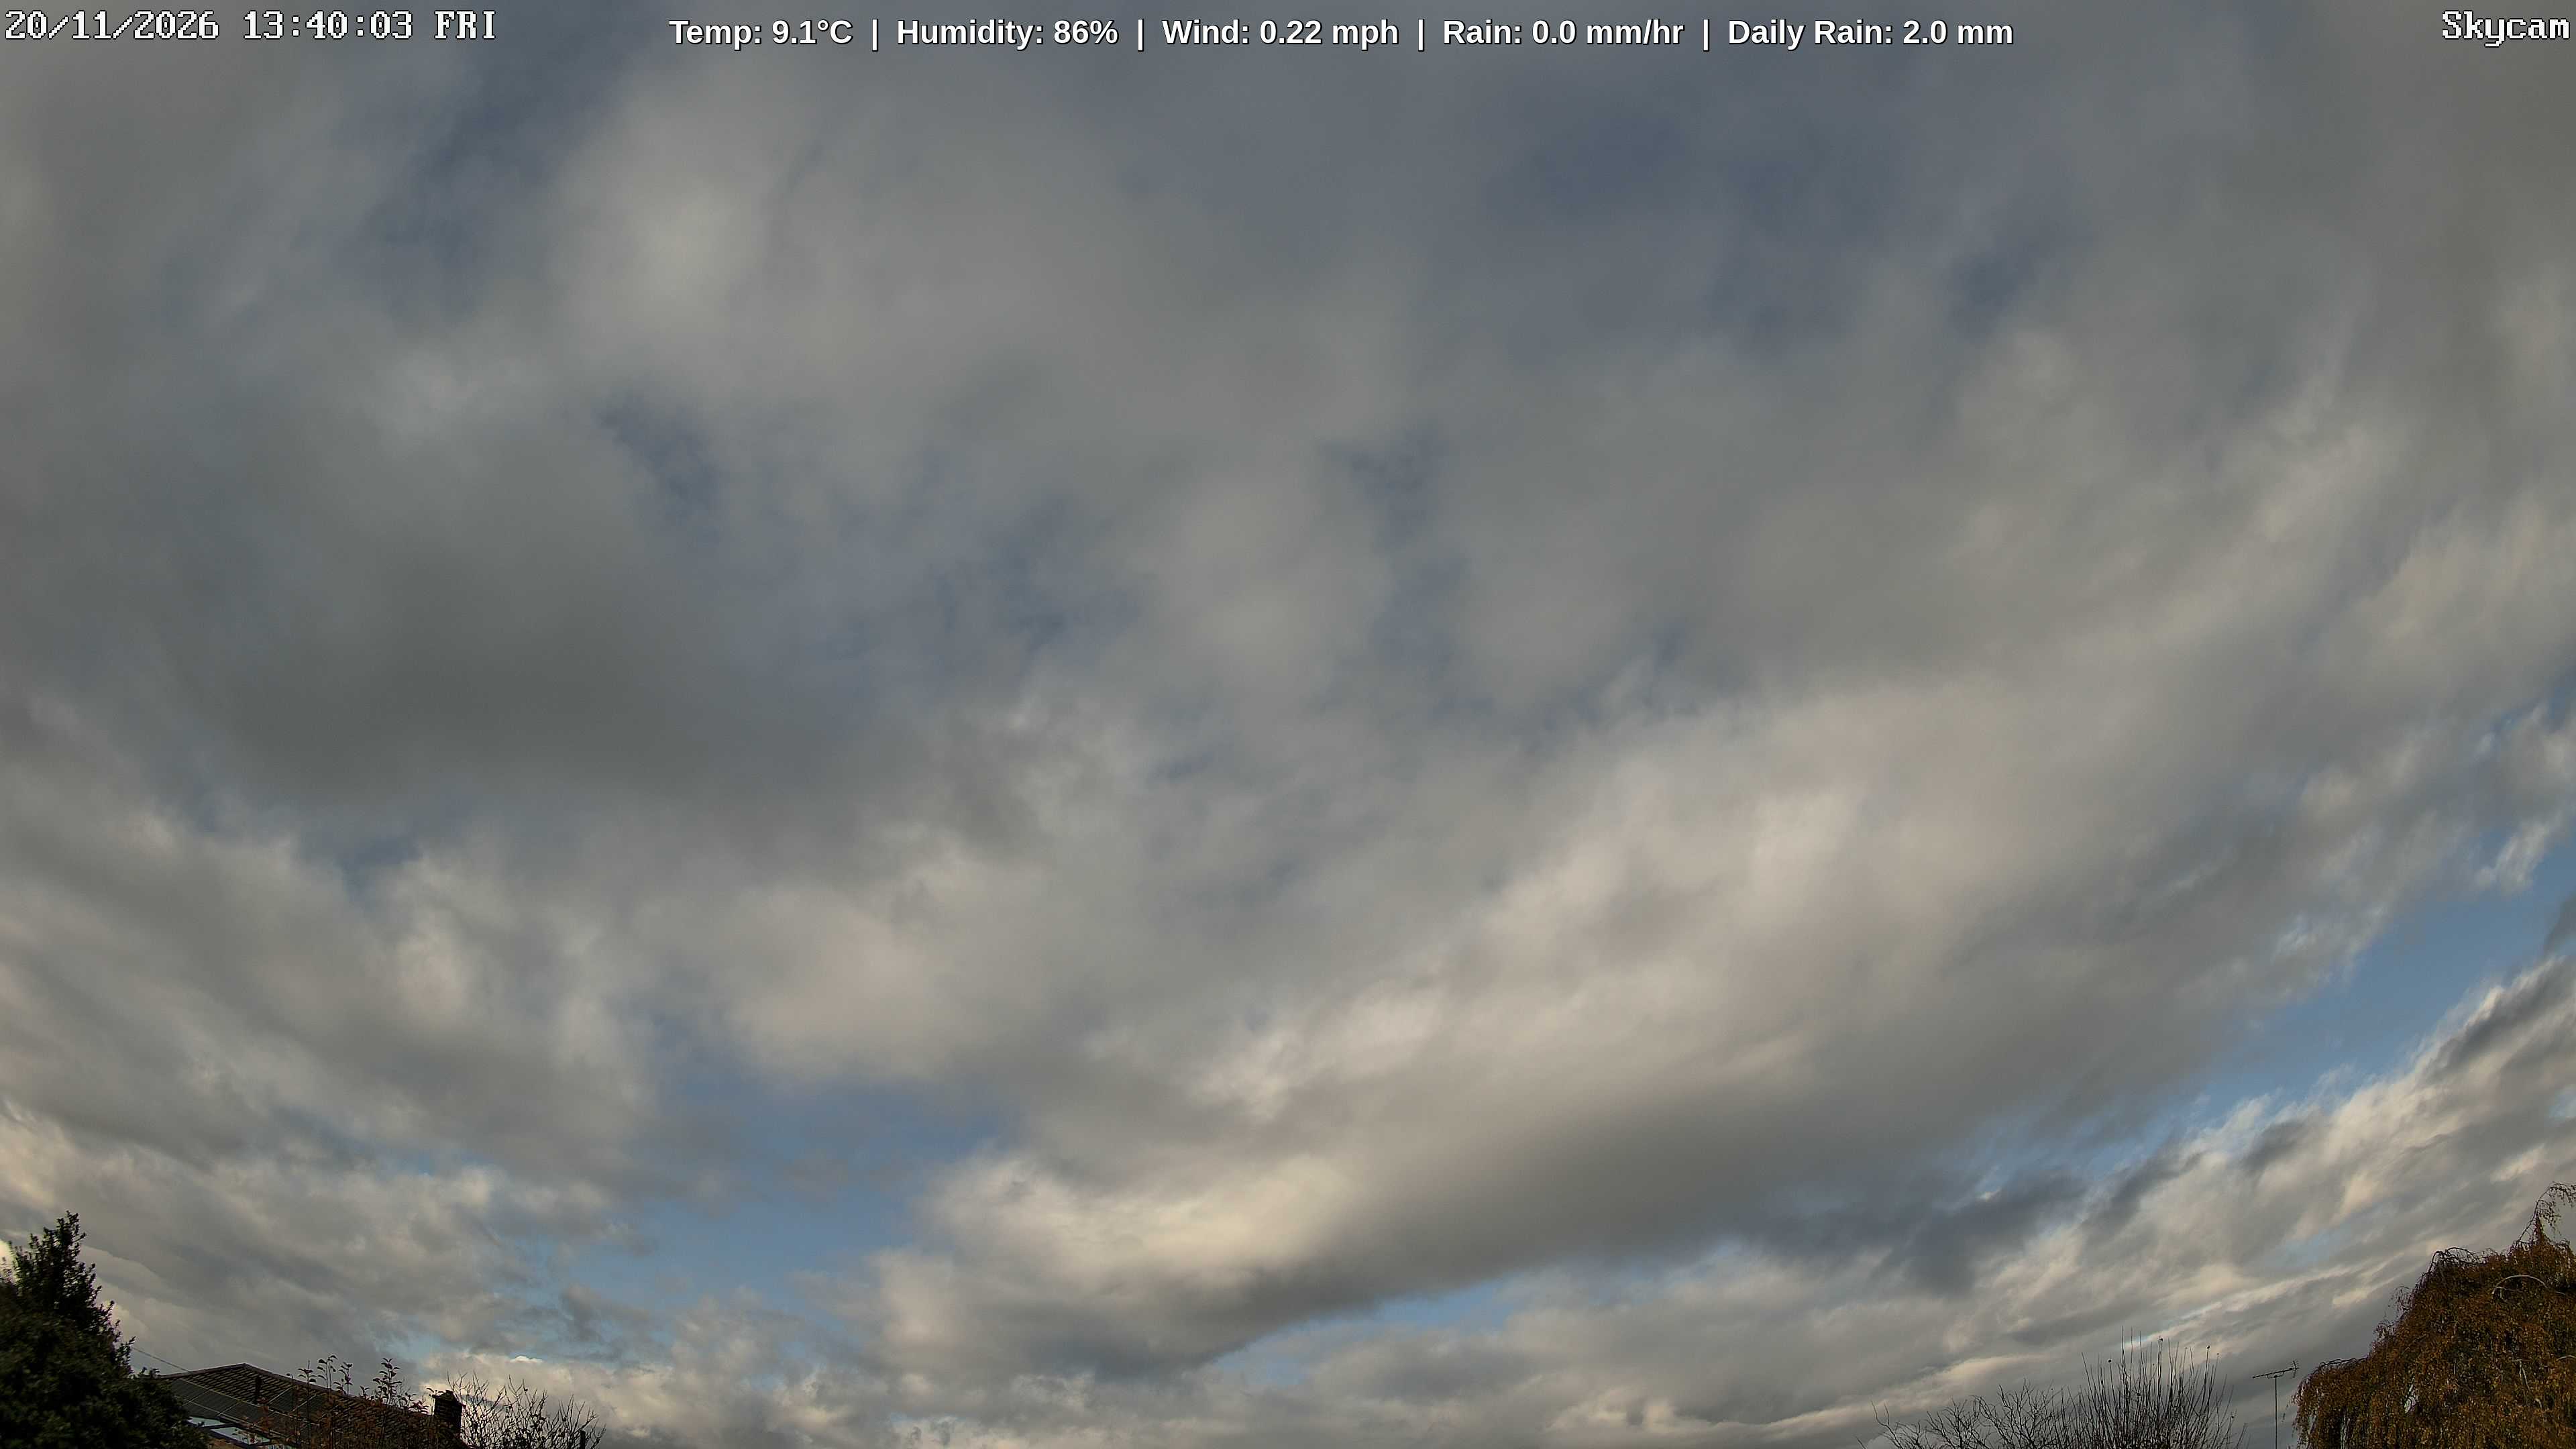 20/11/2026 13:40:03 FRI
Temp: 9.1°C | Humidity: 86% | Wind: 0.22 mph | Rain: 0.0 mm/hr | Daily Rain: 2.0 mm
Skycam